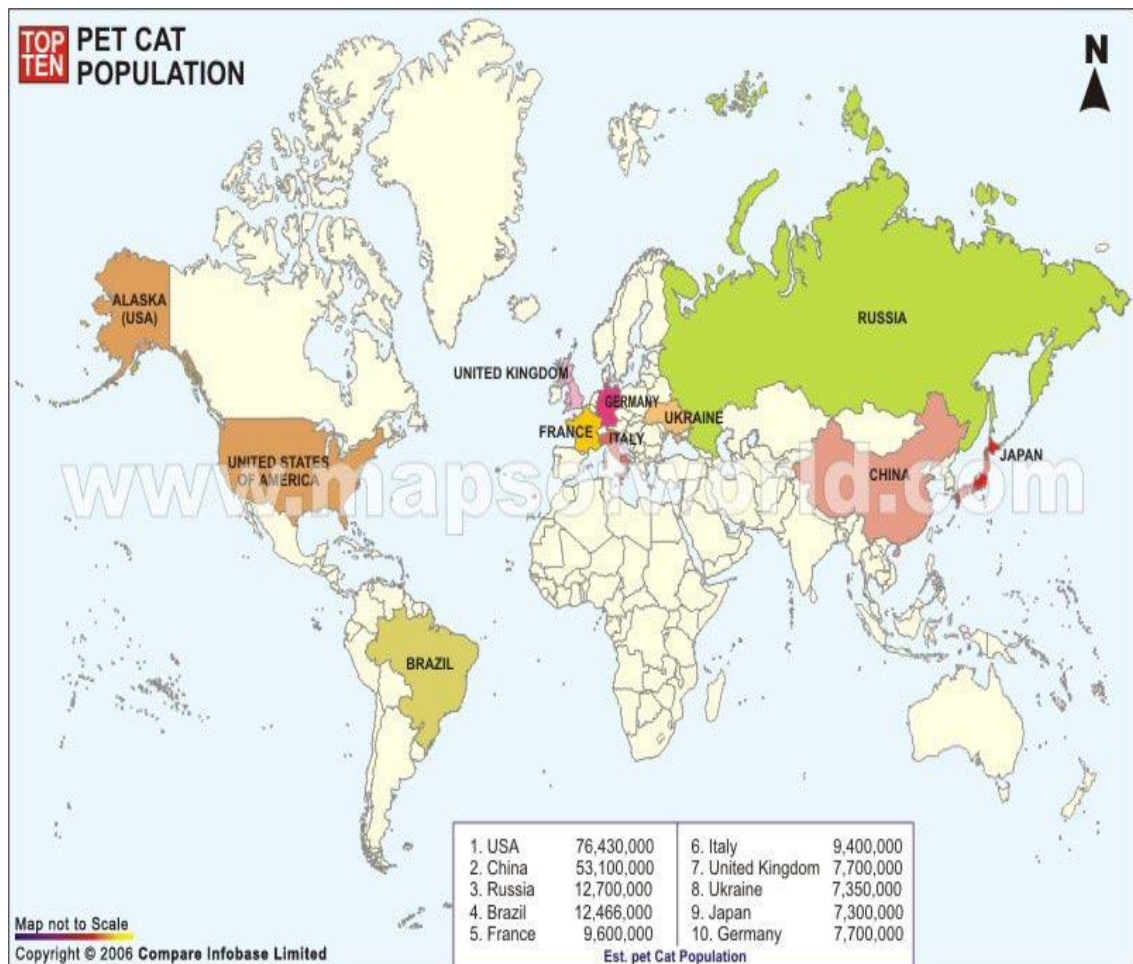 TOP
TEN
PET CAT
POPULATION
N
ALASKA
(USA)
RUSSIA
UNITED KINGDOM
GERMANY
UKRAINE
FRANCE
ITALY
UNITED STATES
OF AMERICA
CHINA
JAPAN
www.mapsofworld.com
BRAZIL
1. USA 76,430,000
2. China 53,100,000
3. Russia 12,700,000
4. Brazil 12,466,000
5. France 9,600,000
6. Italy 9,400,000
7. United Kingdom 7,700,000
8. Ukraine 7,350,000
9. Japan 7,300,000
10. Germany 7,700,000
Est. pet Cat Population
Map not to Scale
Copyright © 2006 Compare Infobase Limited